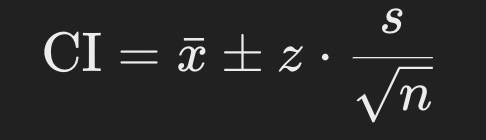 CI = x̄ ± z · s/√n